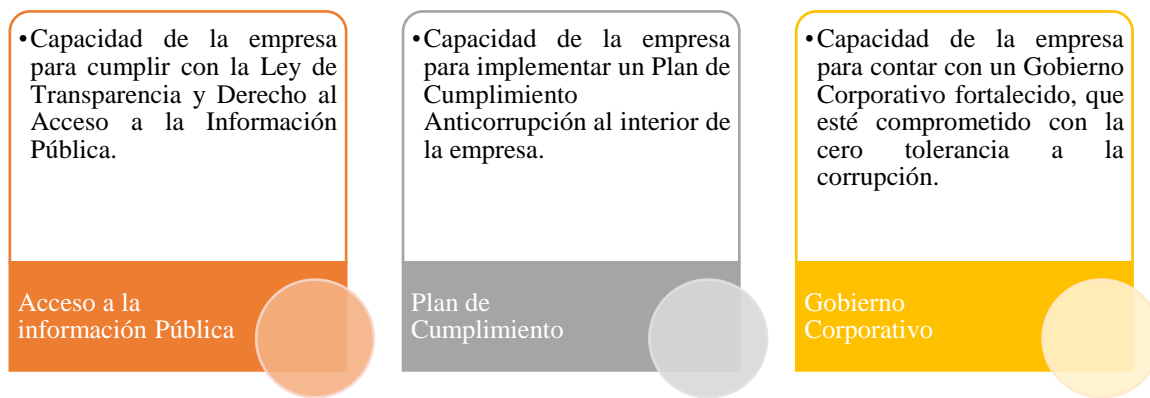 •Capacidad de la empresa
para cumplir con la Ley de
Transparencia y Derecho al
Acceso a la Información
Pública.
Acceso a la
información Pública
•Capacidad de la empresa
para implementar un Plan de
Cumplimiento
Anticorrupción al interior de
la empresa.
Plan de
Cumplimiento
•Capacidad de la empresa
para contar con un Gobierno
Corporativo fortalecido, que
esté comprometido con la
cero tolerancia a la
corrupción.
Gobierno
Corporativo